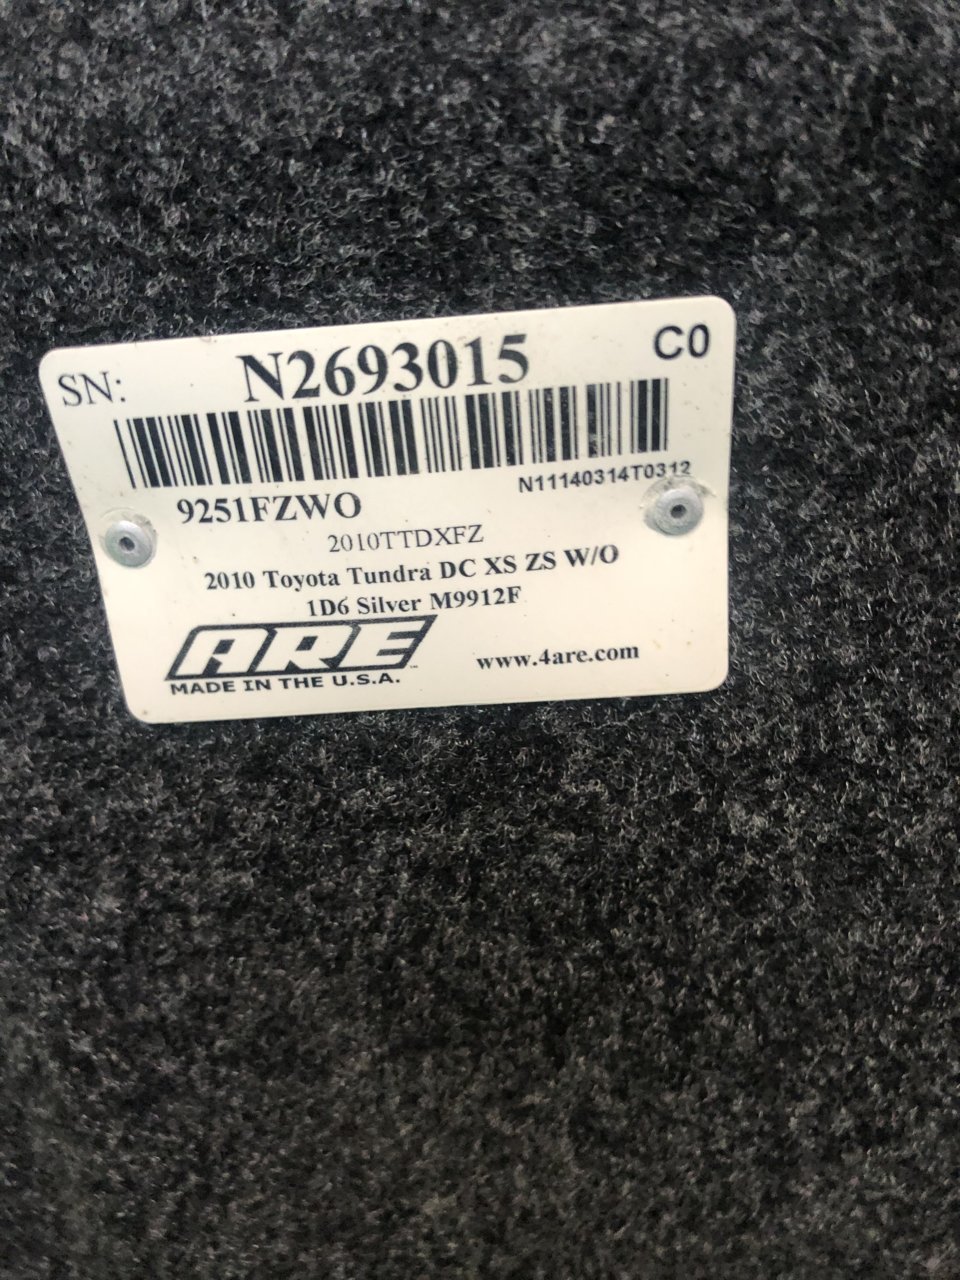 SN: N2693015 C0
N11140314T0312
9251FZWO
2010TTDXFZ
2010 Toyota Tundra DC XS ZS W/O
1D6 Silver M9912F
ARE™
MADE IN THE U.S.A.
www.4are.com